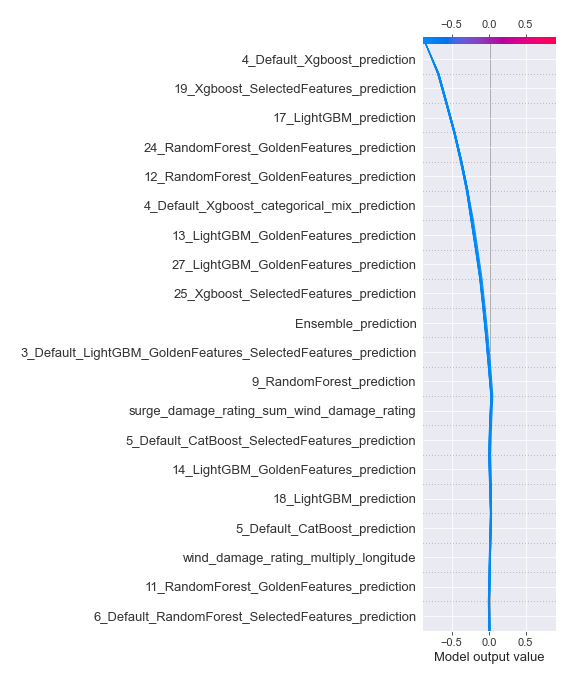 −0.5 0.0 0.5
4_Default_Xgboost_prediction
19_Xgboost_SelectedFeatures_prediction
17_LightGBM_prediction
24_RandomForest_GoldenFeatures_prediction
12_RandomForest_GoldenFeatures_prediction
4_Default_Xgboost_categorical_mix_prediction
13_LightGBM_GoldenFeatures_prediction
27_LightGBM_GoldenFeatures_prediction
25_Xgboost_SelectedFeatures_prediction
Ensemble_prediction
3_Default_LightGBM_GoldenFeatures_SelectedFeatures_prediction
9_RandomForest_prediction
surge_damage_rating_sum_wind_damage_rating
5_Default_CatBoost_SelectedFeatures_prediction
14_LightGBM_GoldenFeatures_prediction
18_LightGBM_prediction
5_Default_CatBoost_prediction
wind_damage_rating_multiply_longitude
11_RandomForest_GoldenFeatures_prediction
6_Default_RandomForest_SelectedFeatures_prediction
−0.5 0.0 0.5
Model output value